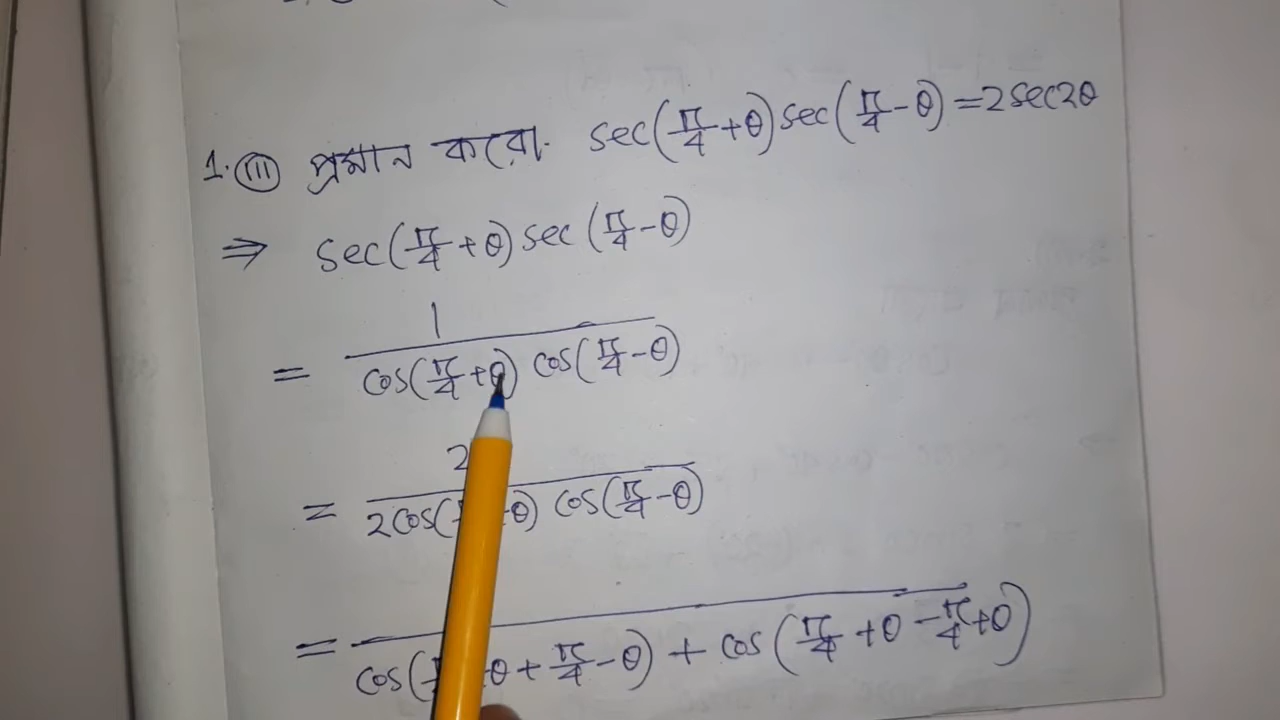 1. (III) প্রমান করো. sec(π/4+θ)sec(π/4-θ)=2sec2θ
⇒ sec(π/4+θ)sec(π/4-θ)
= 1/cos(π/4+θ) cos(π/4-θ)
= 2/2cos( +θ) cos(π/4-θ)
= cos( θ+π/4-θ)+cos(π/4+θ-π/4+θ)